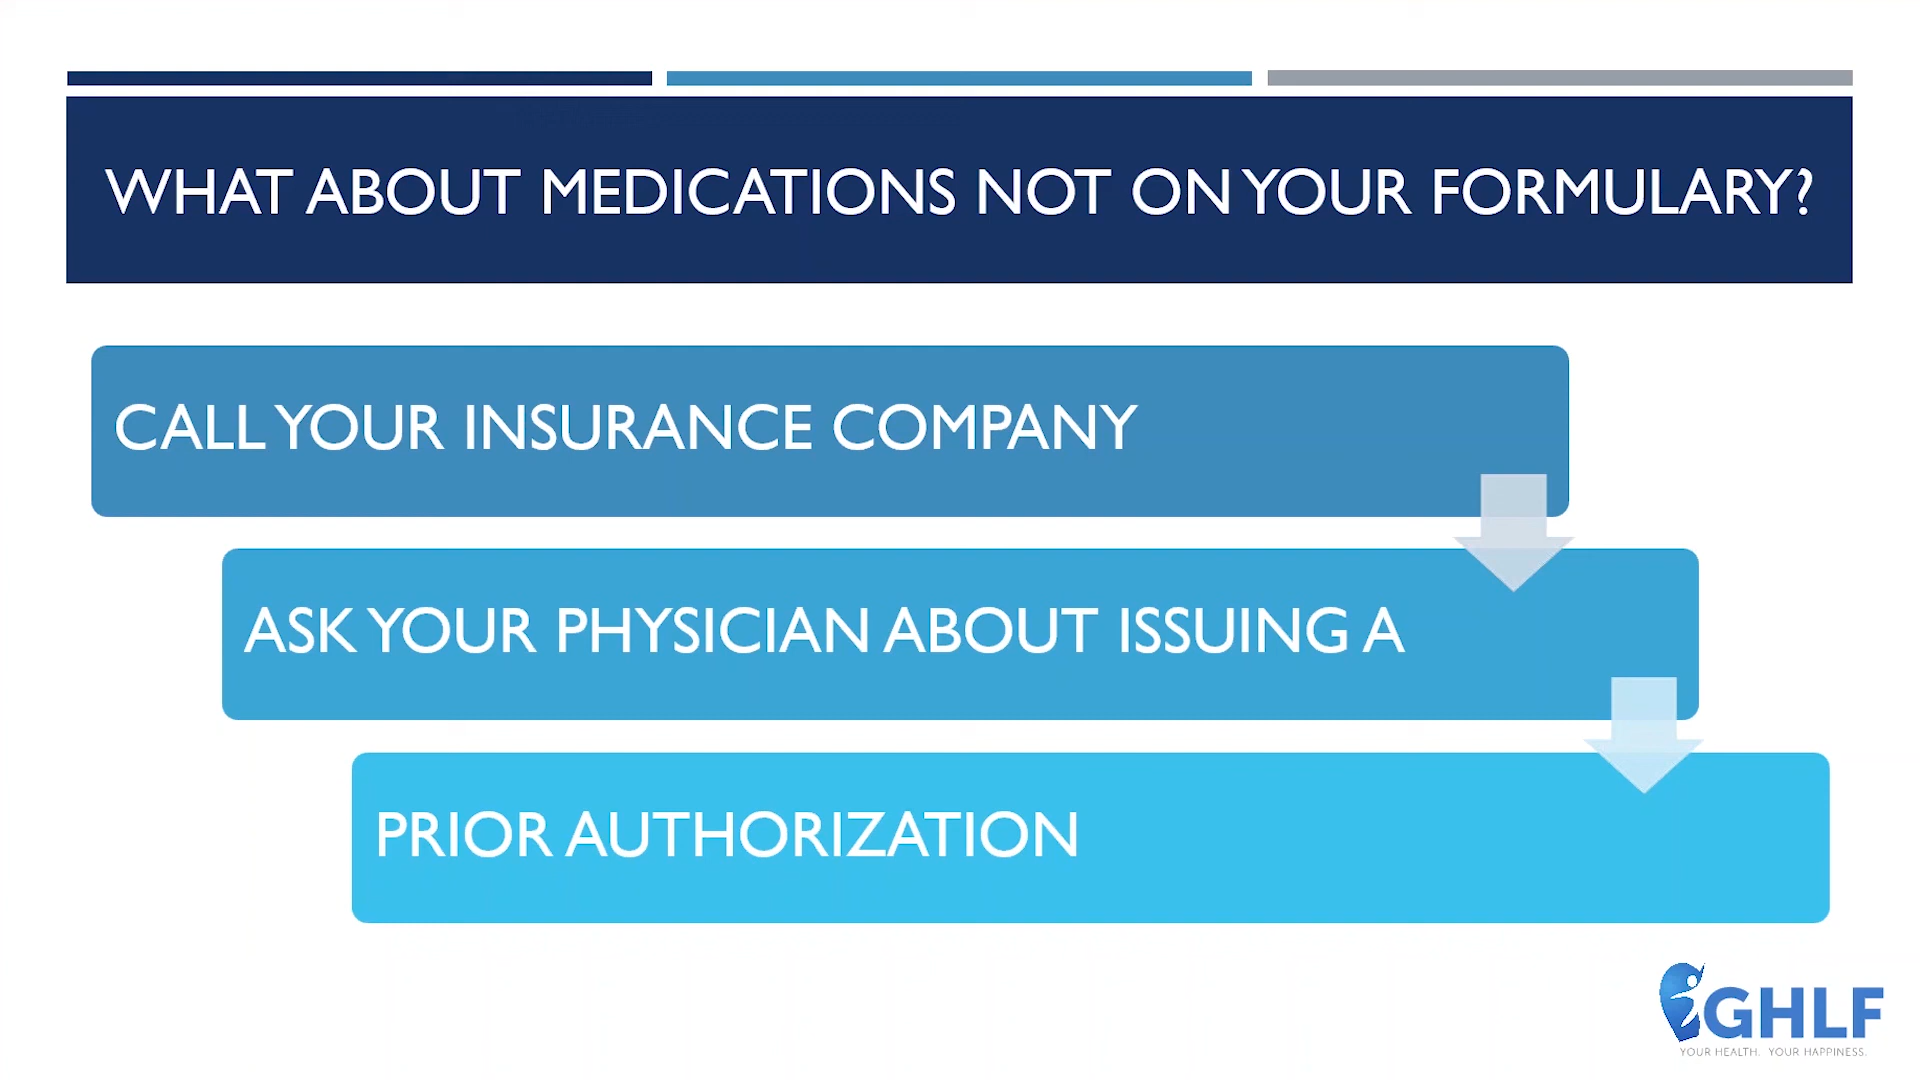 WHAT ABOUT MEDICATIONS NOT ON YOUR FORMULARY?
CALL YOUR INSURANCE COMPANY
ASK YOUR PHYSICIAN ABOUT ISSUING A
PRIOR AUTHORIZATION
GHLF
YOUR HEALTH. YOUR HAPPINESS.